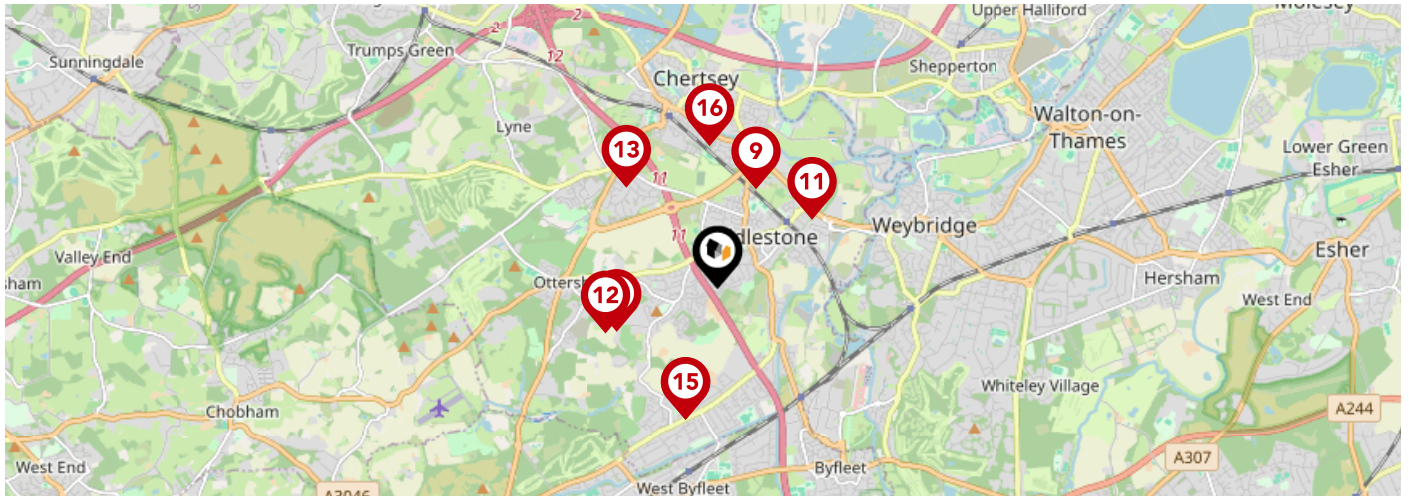 Upper Halliford
2
2
Sunningdale
Trumps Green
12
Shepperton
Chertsey
16
Walton-on-
Thames
Lyne
13
9
Lower Green
Esher
11
11
Weybridge
dlestone
11
Esher
Valley End
sham
Ottersh
12
Hersham
West End
15
Whiteley Village
Chobham
A244
A307
West End
Byfleet
West Byfleet
A3046